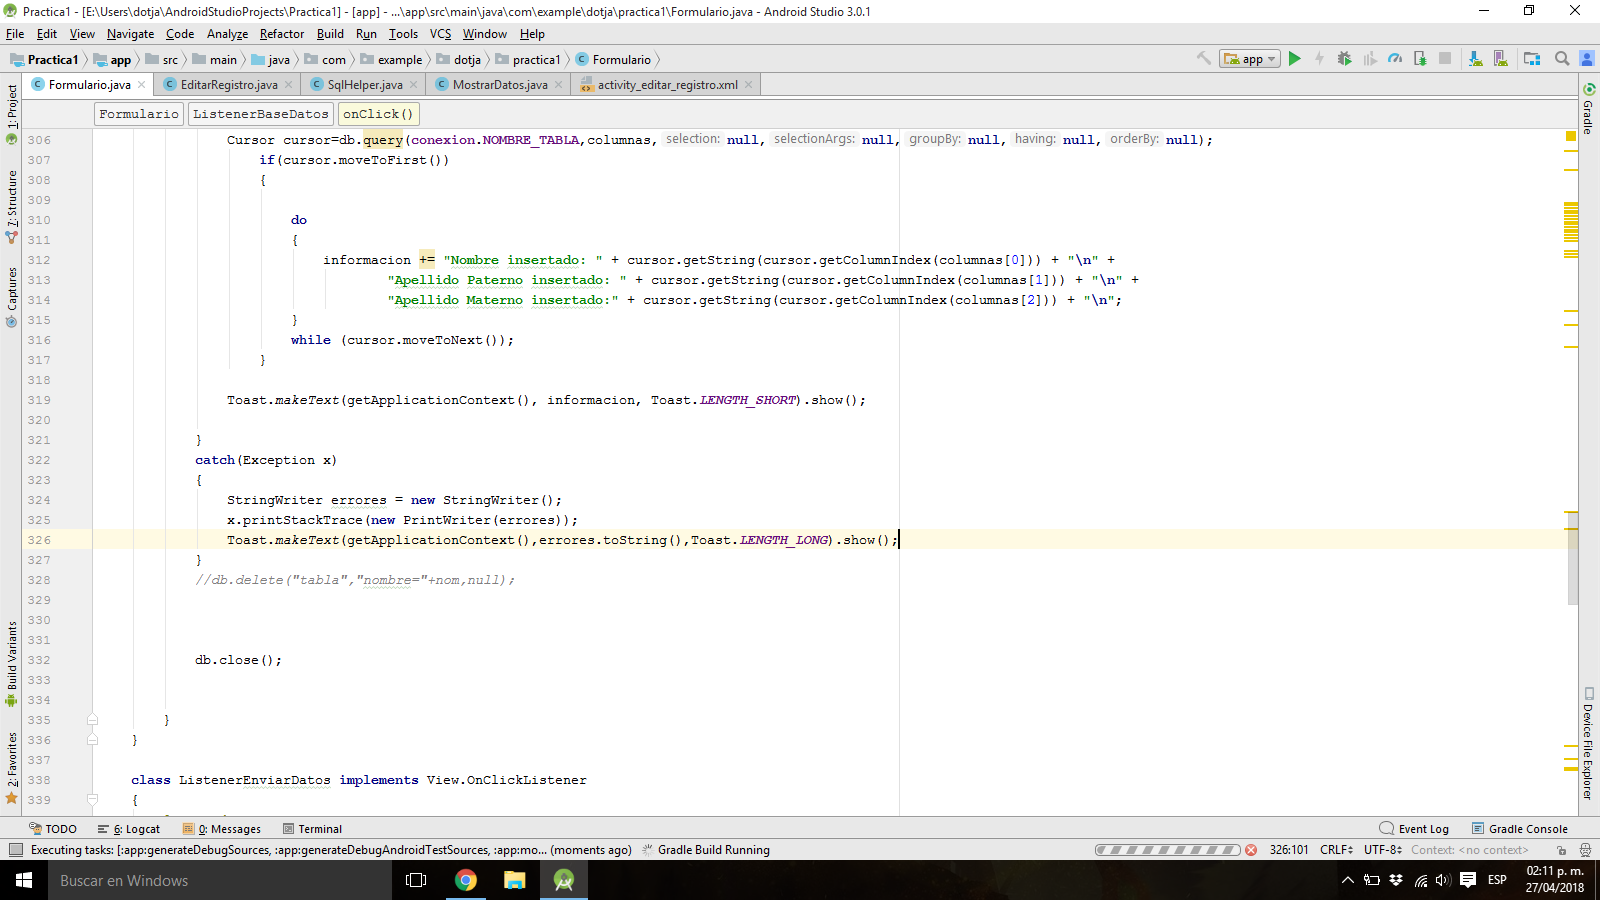 Practica1 - [E:\Users\dotja\AndroidStudioProjects\Practica1] - [app] - ...\app\src\main\java\com\example\dotja\practica1\Formulario.java - Android Studio 3.0.1
File Edit View Navigate Code Analyze Refactor Build Run Tools VCS Window Help
Practica1 app src main java com example dotja practica1 Formulario app
Formulario.java EditarRegistro.java SqlHelper.java MostrarDatos.java activity_editar_registro.xml
Formulario ListenerBaseDatos onClick()
1: Project
7: Structure
Captures
Build Variants
2: Favorites
Gradle
Device File Explorer
306 Cursor cursor=db.query(conexion.NOMBRE_TABLA,columnas, selection: null, selectionArgs: null, groupBy: null, having: null, orderBy: null);
307 if(cursor.moveToFirst())
308 {
309
310 do
311 {
312 informacion += "Nombre insertado: " + cursor.getString(cursor.getColumnIndex(columnas[0])) + "\n" +
313 "Apellido Paterno insertado: " + cursor.getString(cursor.getColumnIndex(columnas[1])) + "\n" +
314 "Apellido Materno insertado:" + cursor.getString(cursor.getColumnIndex(columnas[2])) + "\n";
315 }
316 while (cursor.moveToNext());
317 }
318
319 Toast.makeText(getApplicationContext(), informacion, Toast.LENGTH_SHORT).show();
320
321 }
322 catch(Exception x)
323 {
324 StringWriter errores = new StringWriter();
325 x.printStackTrace(new PrintWriter(errores));
326 Toast.makeText(getApplicationContext(),errores.toString(),Toast.LENGTH_LONG).show();
327 }
328 //db.delete("tabla","nombre="+nom,null);
329
330
331
332 db.close();
333
334
335 }
336 }
337
338 class ListenerEnviarDatos implements View.OnClickListener
339 {
TODO 6: Logcat 0: Messages Terminal Event Log Gradle Console
Executing tasks: [:app:generateDebugSources, :app:generateDebugAndroidTestSources, :app:mo... (moments ago) Gradle Build Running 326:101 CRLF UTF-8 Context: <no context>
Buscar en Windows ESP 02:11 p. m.
27/04/2018